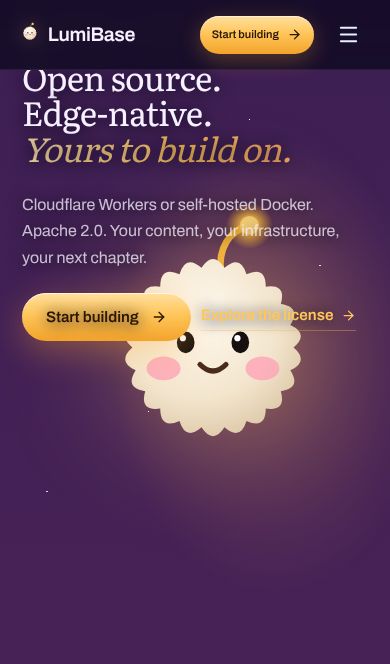 LumiBase
Start building →
Open source.
Edge-native.
Yours to build on.
Cloudflare Workers or self-hosted Docker.
Apache 2.0. Your content, your infrastructure,
your next chapter.
Start building →
Explore the license →